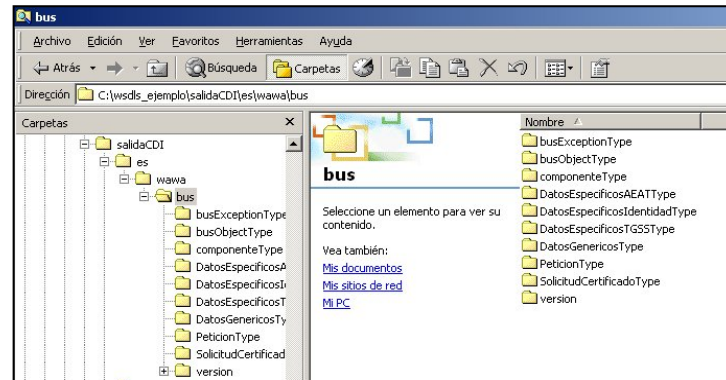 bus
Archivo Edición Ver Favoritos Herramientas Ayuda
Atrás Búsqueda Carpetas
Dirección C:\wsdls_ejemplo\salidaCDI\es\wawa\bus
Carpetas
salidaCDI
es
wawa
bus
busExceptionType
busObjectType
componenteType
DatosEspecificosA
DatosEspecificosI
DatosEspecificosT
DatosGenericosTy
PeticionType
SolicitudCertificad
version
bus
Seleccione un elemento para ver su
contenido.
Vea también:
Mis documentos
Mis sitios de red
Mi PC
Nombre
busExceptionType
busObjectType
componenteType
DatosEspecificosAEATType
DatosEspecificosIdentidadType
DatosEspecificosTGSSType
DatosGenericosType
PeticionType
SolicitudCertificadoType
version